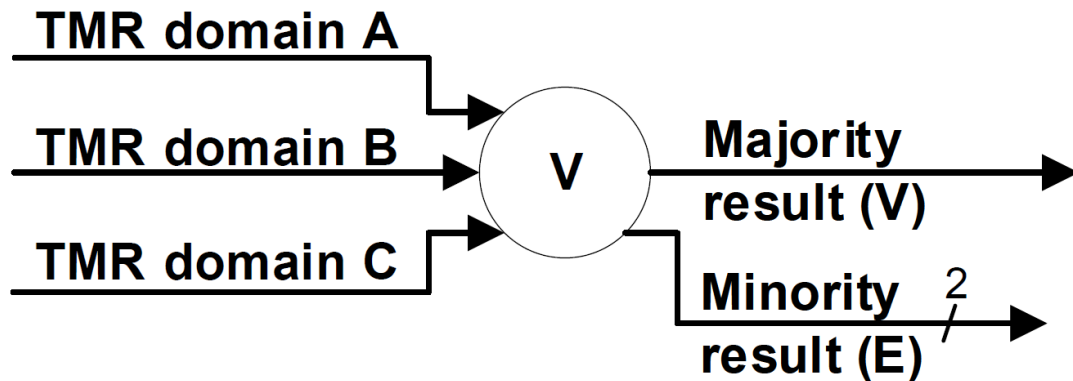 TMR domain A
TMR domain B
TMR domain C
V
Majority
result (V)
Minority
result (E)
2